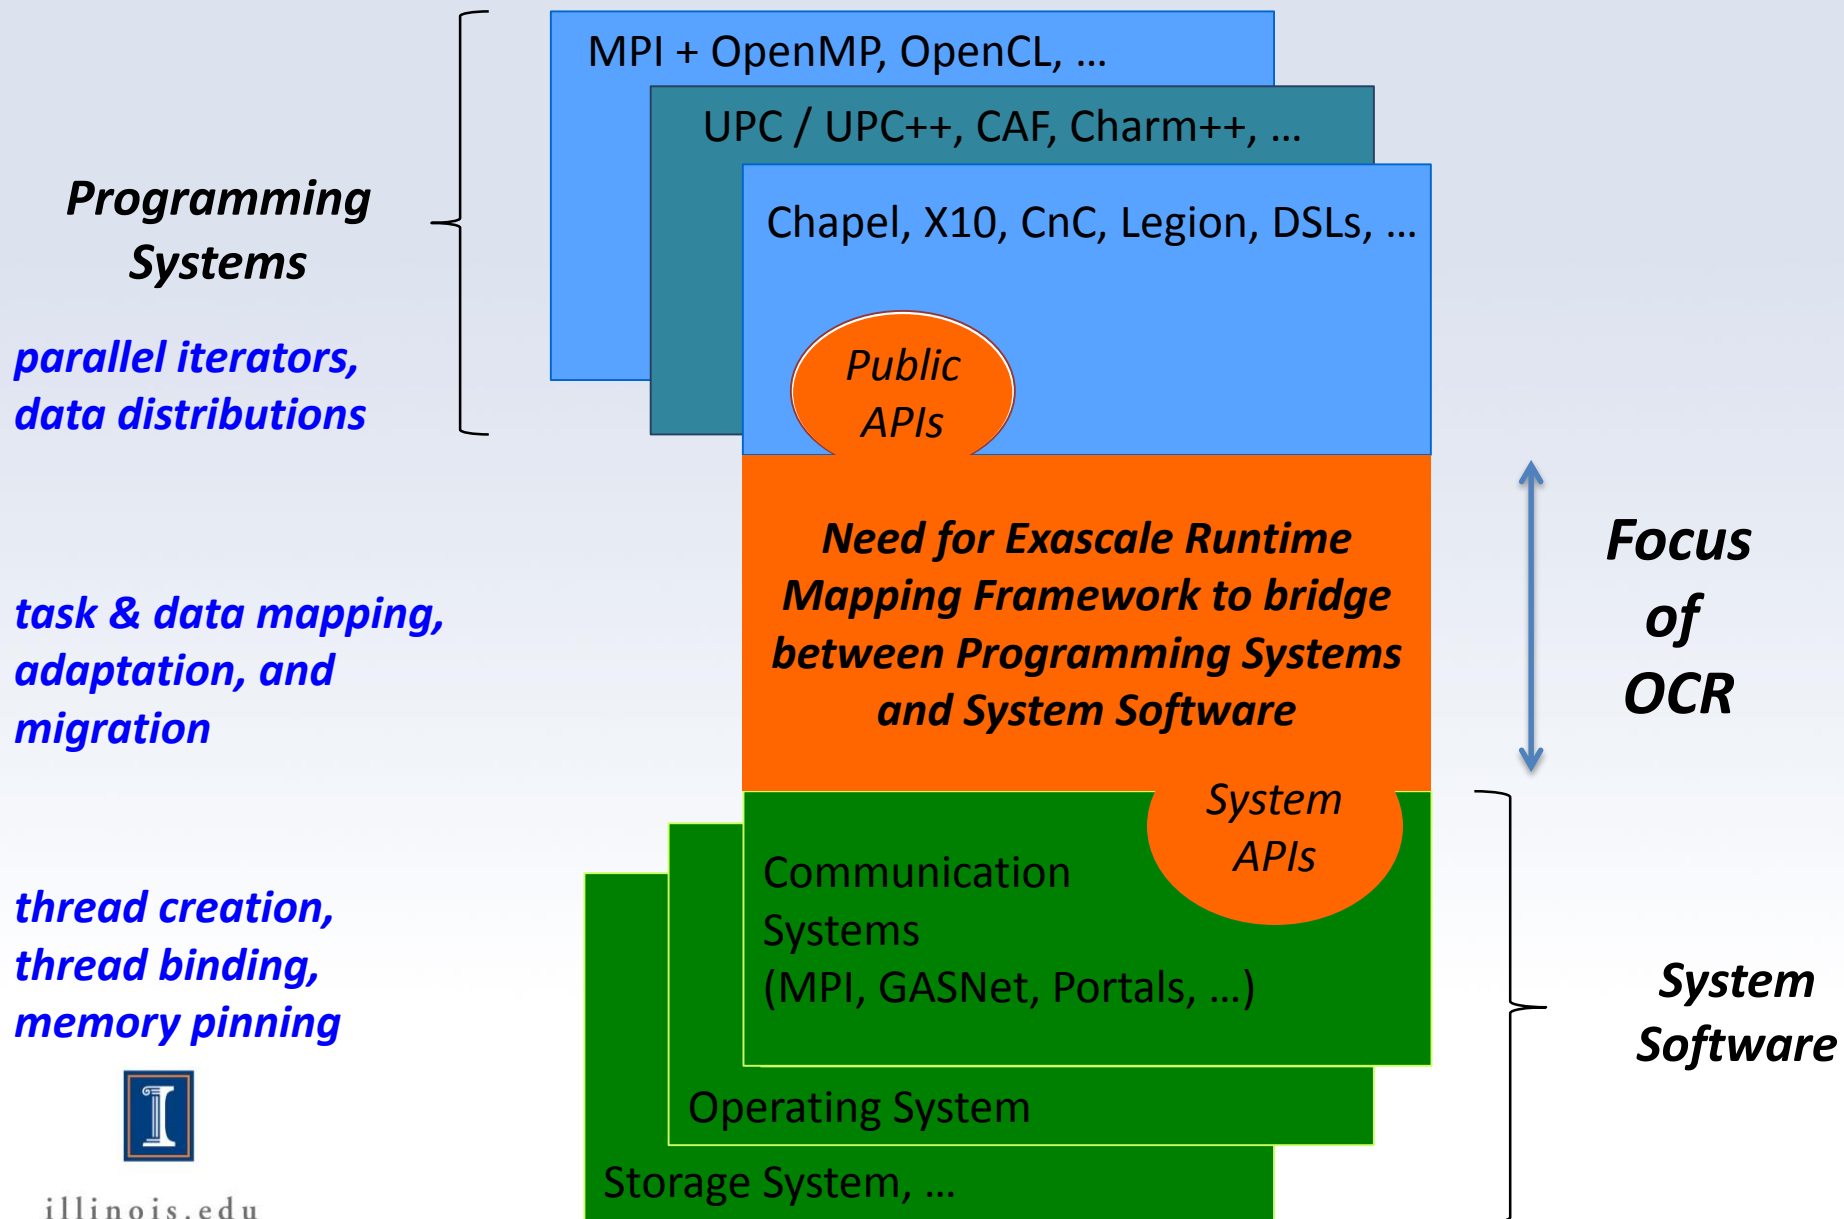 MPI + OpenMP, OpenCL, …
UPC / UPC++, CAF, Charm++, …
Chapel, X10, CnC, Legion, DSLs, …
Programming
Systems
parallel iterators,
data distributions
Public
APIs
Need for Exascale Runtime
Mapping Framework to bridge
between Programming Systems
and System Software
Focus
of
OCR
task & data mapping,
adaptation, and
migration
System
APIs
Communication
Systems
(MPI, GASNet, Portals, …)
thread creation,
thread binding,
memory pinning
System
Software
Operating System
Storage System, …
I
illinois.edu